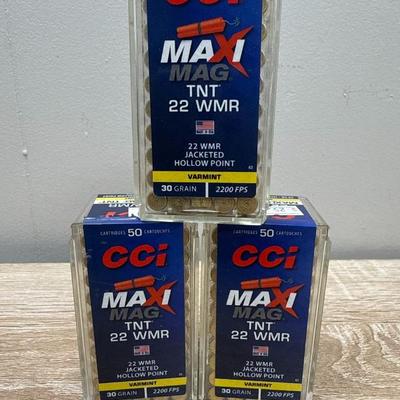 CCi
MAXI
MAG
TNT
22 WMR
22 WMR
JACKETED
HOLLOW POINT
VARMINT
30 GRAIN 2200 FPS
CARTRIDGES 50 CARTOUCHES
CCi
MAXI
MAG
TNT
22 WMR
22 WMR
JACKETED
HOLLOW POINT
VARMINT
30 GRAIN 2200 FPS
CARTRIDGES 50 CARTOUCHES
CCi
MAXI
MAG
TNT
22 WMR
22 WMR
JACKETED
HOLLOW POINT
VARMINT
30 GRAIN 2200 FPS